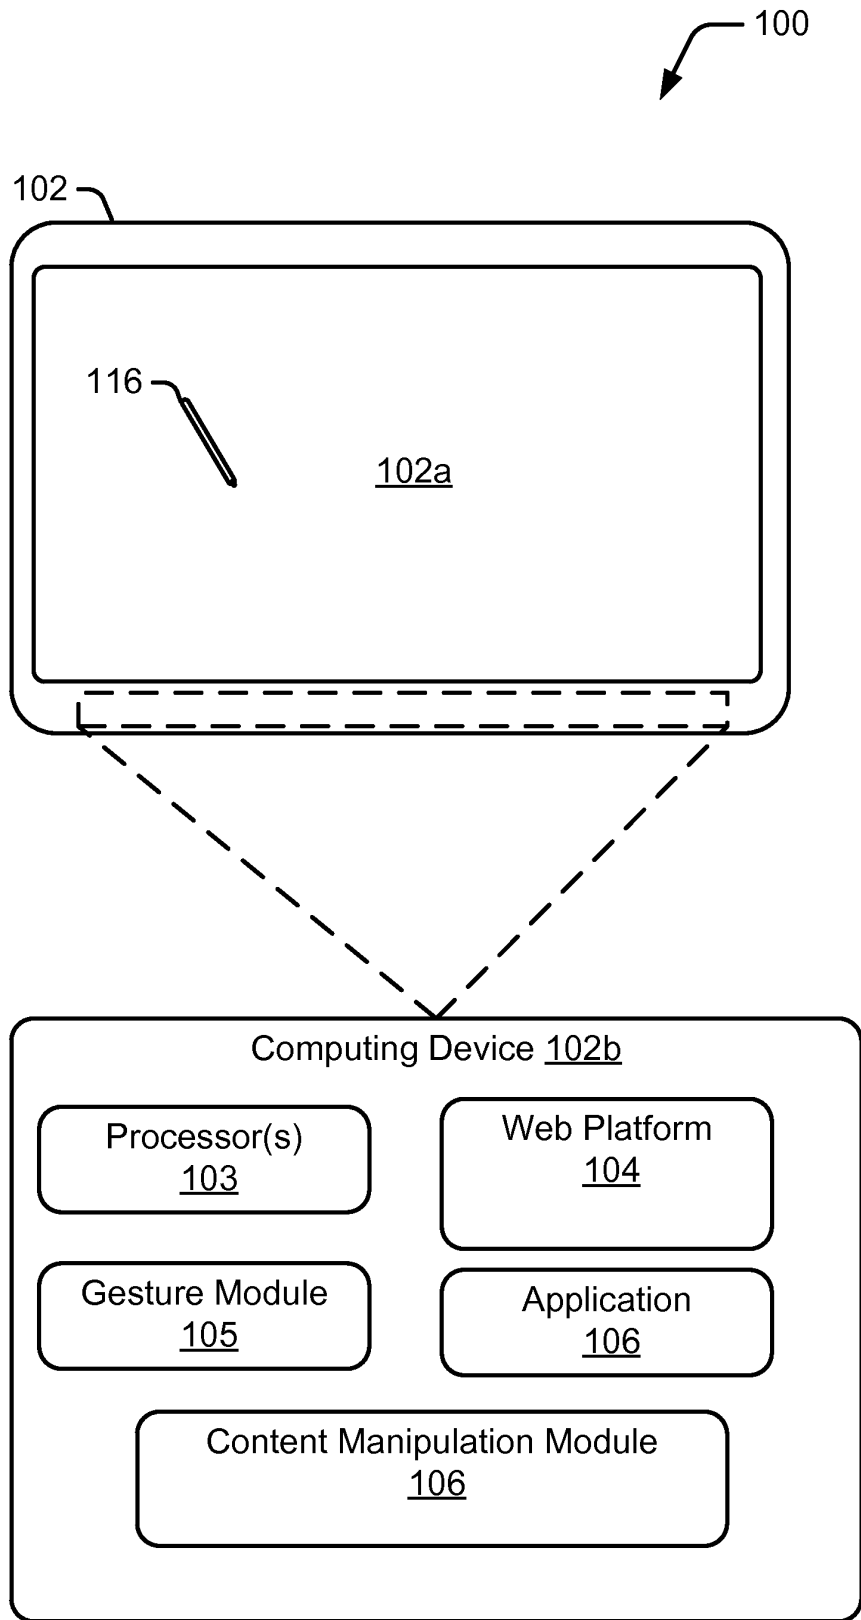 100
102
116
102a
Computing Device 102b
Processor(s)
103
Web Platform
104
Gesture Module
105
Application
106
Content Manipulation Module
106